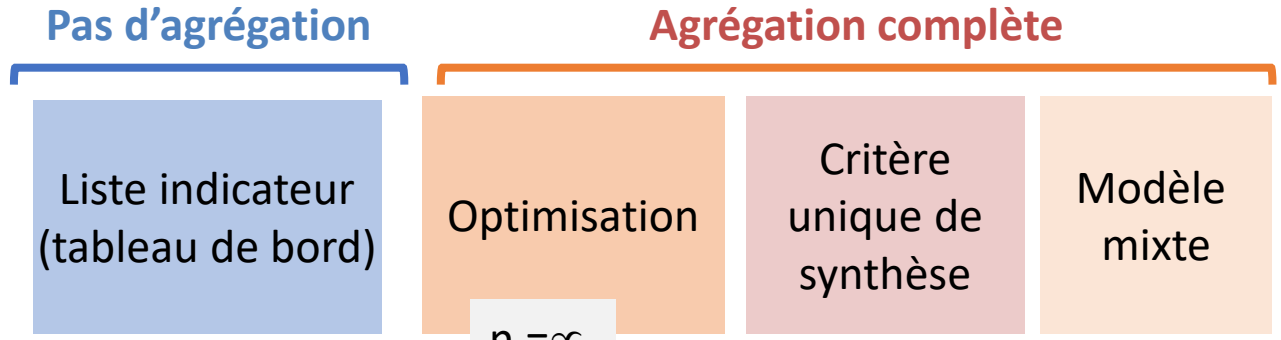 Pas d’agrégation
Agrégation complète
Liste indicateur
(tableau de bord)
Optimisation
n =∞
Critère
unique de
synthèse
Modèle
mixte